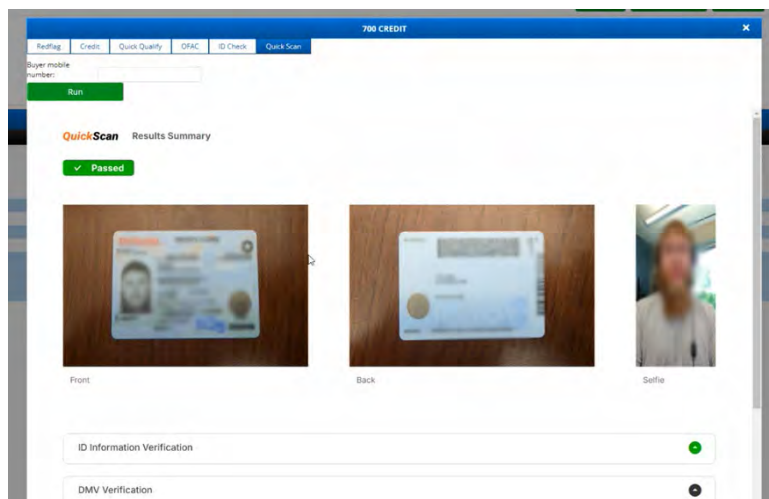 700 CREDIT
Redflag Credit Quick Qualify OFAC ID Check Quick Scan
Buyer mobile
number:
Run
QuickScan Results Summary
Passed
Front Back Selfie
ID Information Verification
DMV Verification